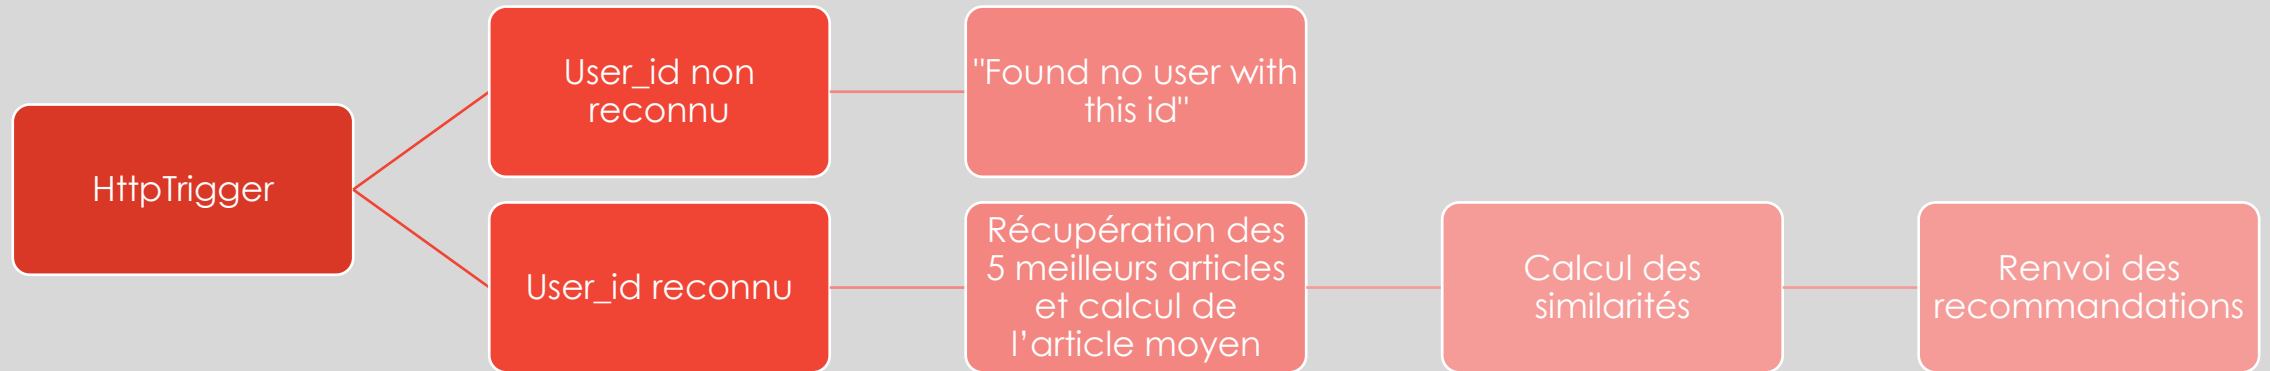 HttpTrigger
User_id non
reconnu
"Found no user with
this id"
User_id reconnu
Récupération des
5 meilleurs articles
et calcul de
l’article moyen
Calcul des
similarités
Renvoi des
recommandations